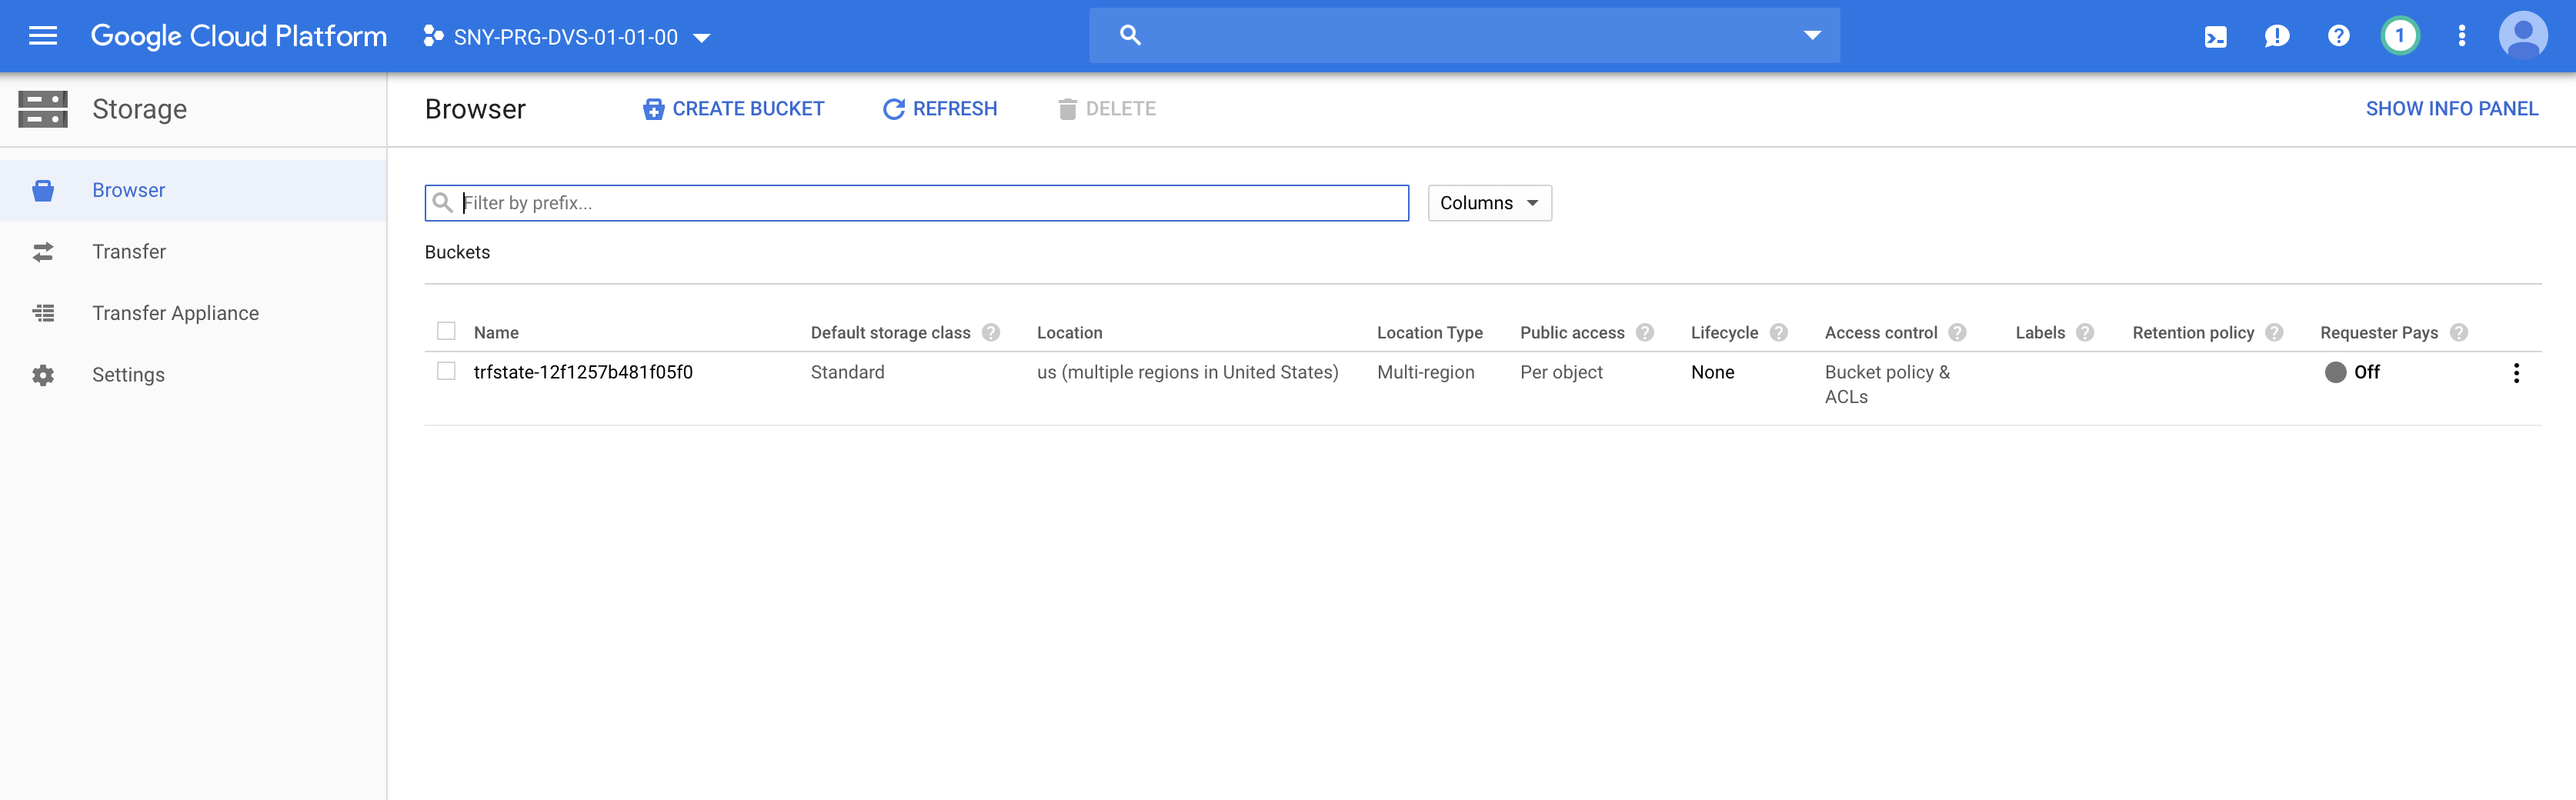 Google Cloud Platform SNY-PRG-DVS-01-01-00 1
Storage
Browser CREATE BUCKET REFRESH DELETE SHOW INFO PANEL
Browser
Transfer
Transfer Appliance
Settings
Filter by prefix... Columns
Buckets
Name Default storage class Location Location Type Public access Lifecycle Access control Labels Retention policy Requester Pays
trfstate-12f1257b481f05f0 Standard us (multiple regions in United States) Multi-region Per object None Bucket policy & Off
ACLs